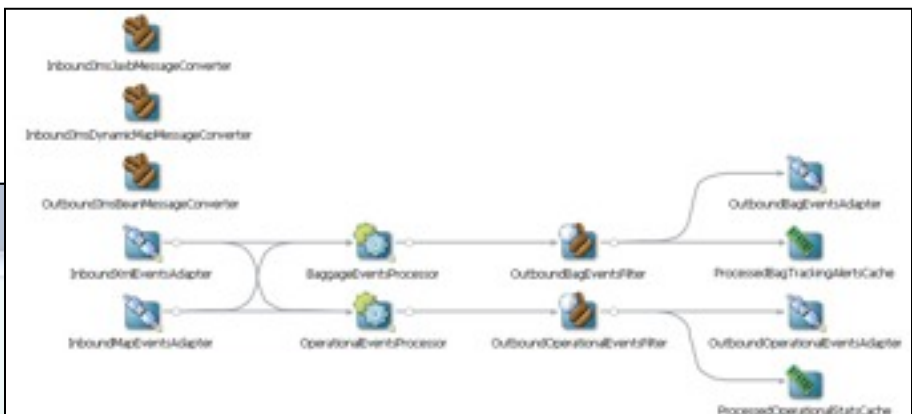 InboundJmsJaxbMessageConverter
InboundJmsDynamicMapMessageConverter
OutboundJmsBeanMessageConverter
OutboundBagEventsAdapter
InboundXmlEventsAdapter
BaggageEventsProcessor
OutboundBagEventsFilter
ProcessedBagTrackingAlertsCache
InboundMapEventsAdapter
OperationalEventsProcessor
OutboundOperationalEventsFilter
OutboundOperationalEventsAdapter
ProcessedOperationalStatsCache